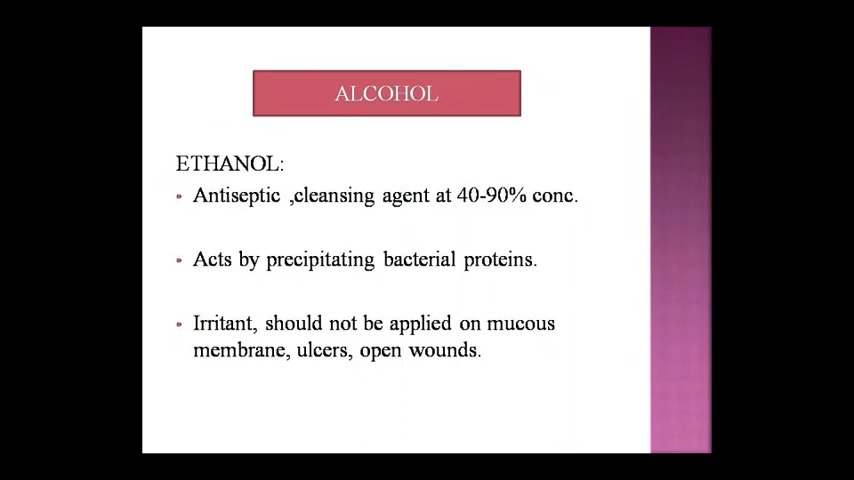 ALCOHOL
ETHANOL:
Antiseptic ,cleansing agent at 40-90% conc.
Acts by precipitating bacterial proteins.
Irritant, should not be applied on mucous
membrane, ulcers, open wounds.